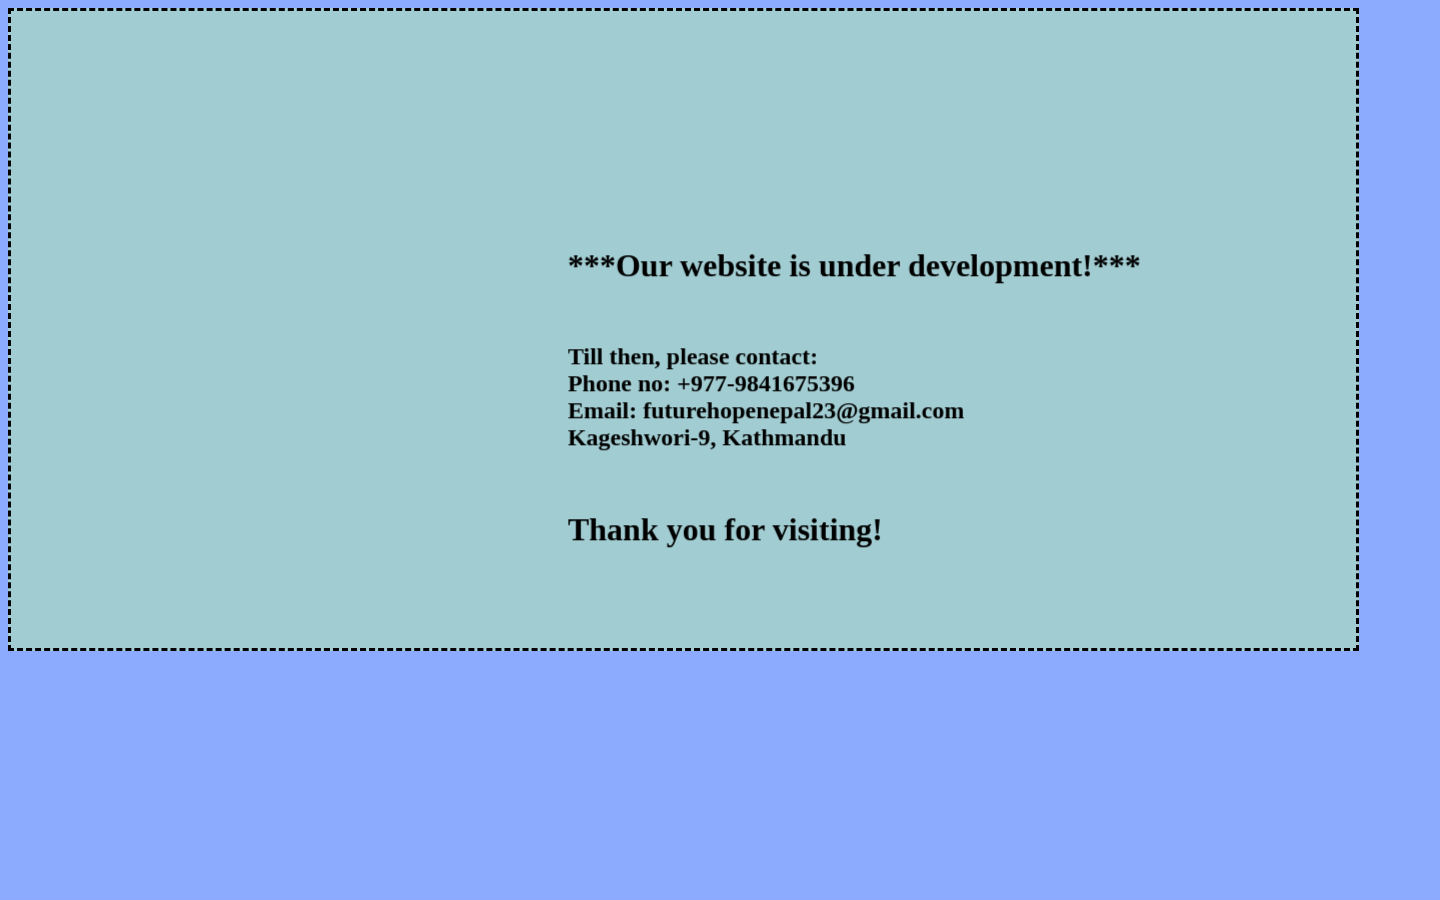 ***Our website is under development!***
Till then, please contact:
Phone no: +977-9841675396
Email: futurehopenepal23@gmail.com
Kageshwori-9, Kathmandu
Thank you for visiting!